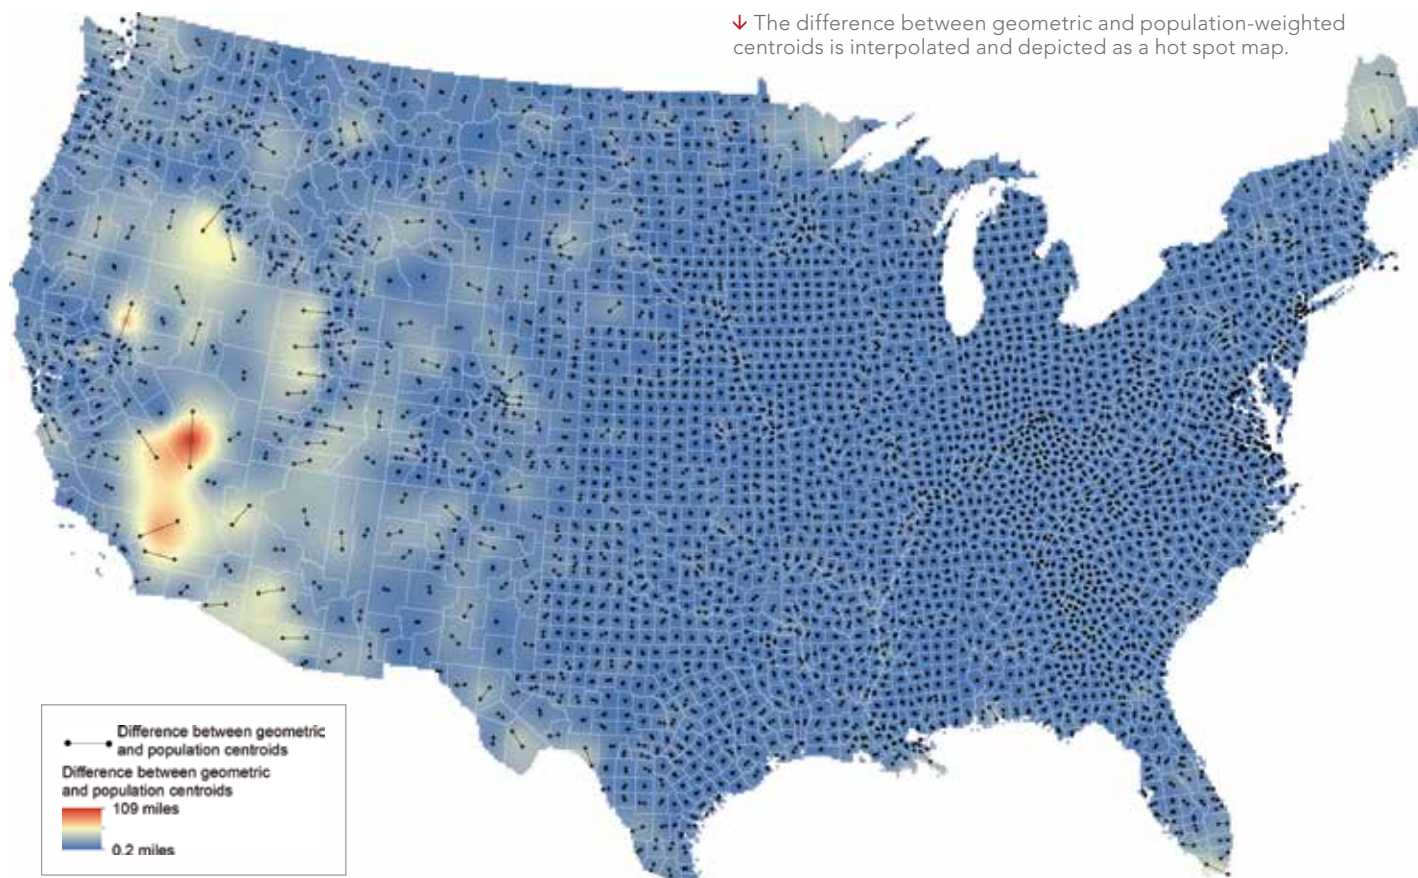 ↓ The difference between geometric and population-weighted
centroids is interpolated and depicted as a hot spot map.
Difference between geometric
and population centroids
Difference between geometric
and population centroids
109 miles
0.2 miles